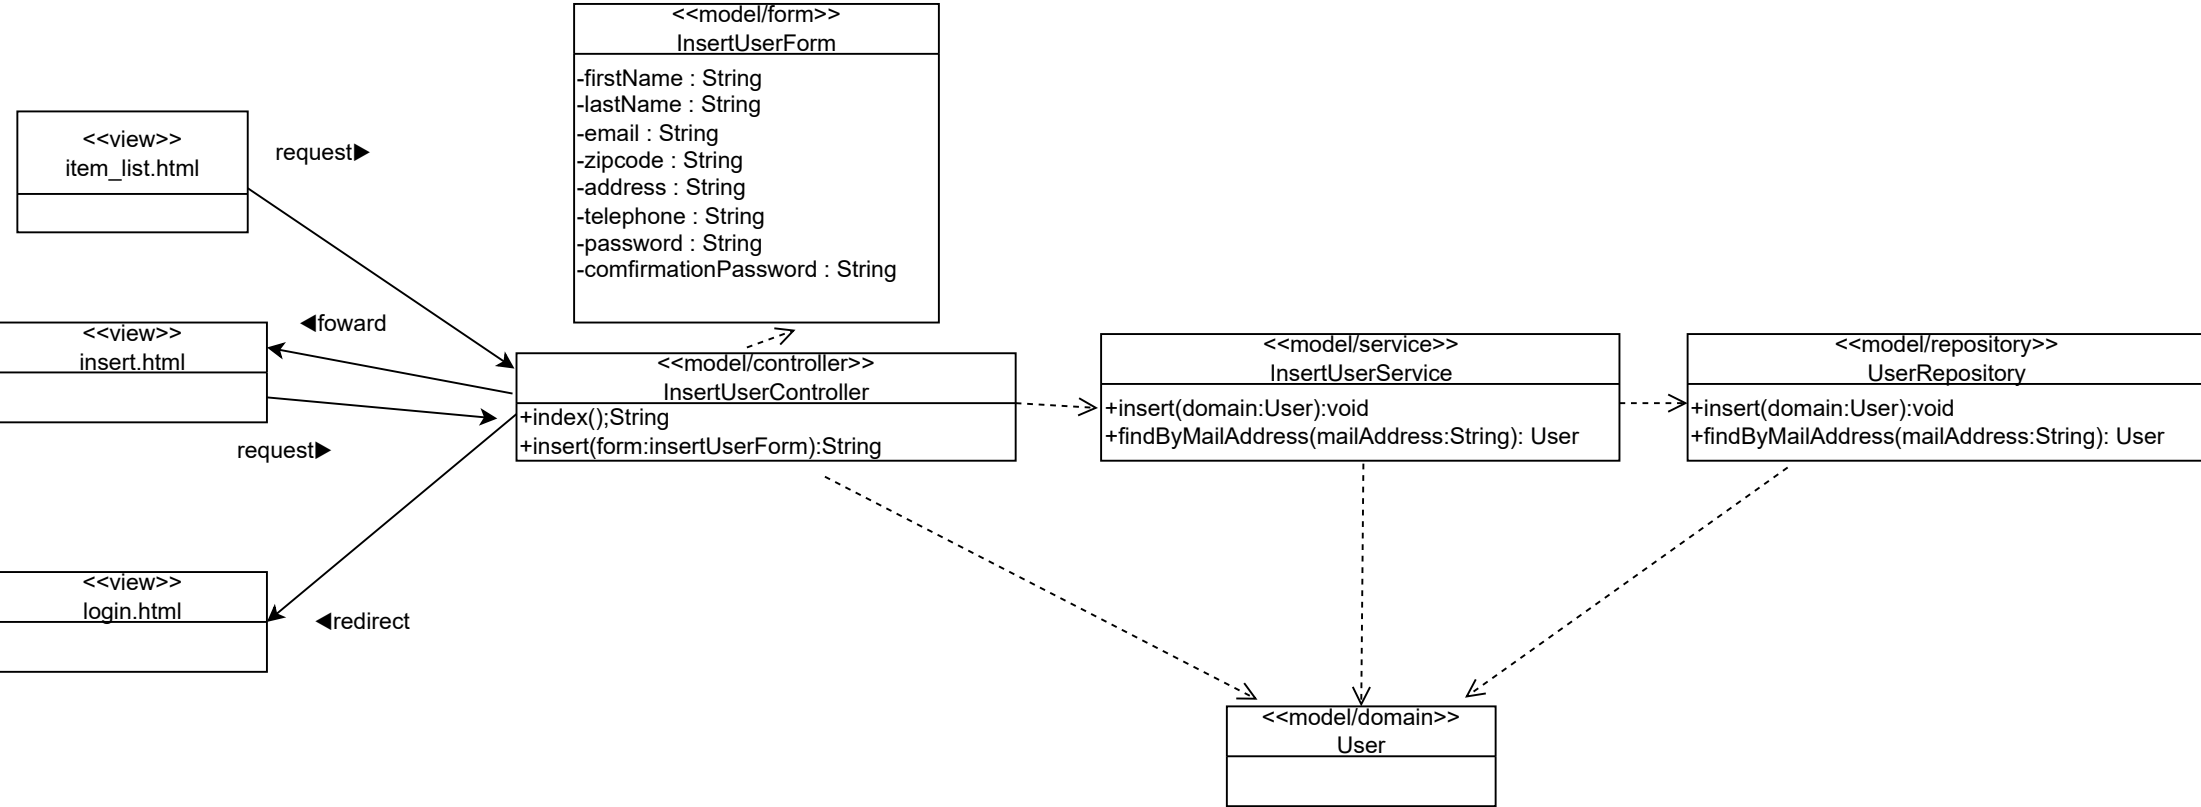 <<model/form>>
InsertUserForm
-firstName : String
-lastName : String
-email : String
-zipcode : String
-address : String
-telephone : String
-password : String
-comfirmationPassword : String
<<view>>
item_list.html
request▶
<<view>>
insert.html
◀foward
request▶
<<model/controller>>
InsertUserController
+index();String
+insert(form:insertUserForm):String
<<model/service>>
InsertUserService
+insert(domain:User):void
+findByMailAddress(mailAddress:String): User
<<model/repository>>
UserRepository
+insert(domain:User):void
+findByMailAddress(mailAddress:String): User
<<view>>
login.html
◀redirect
<<model/domain>>
User